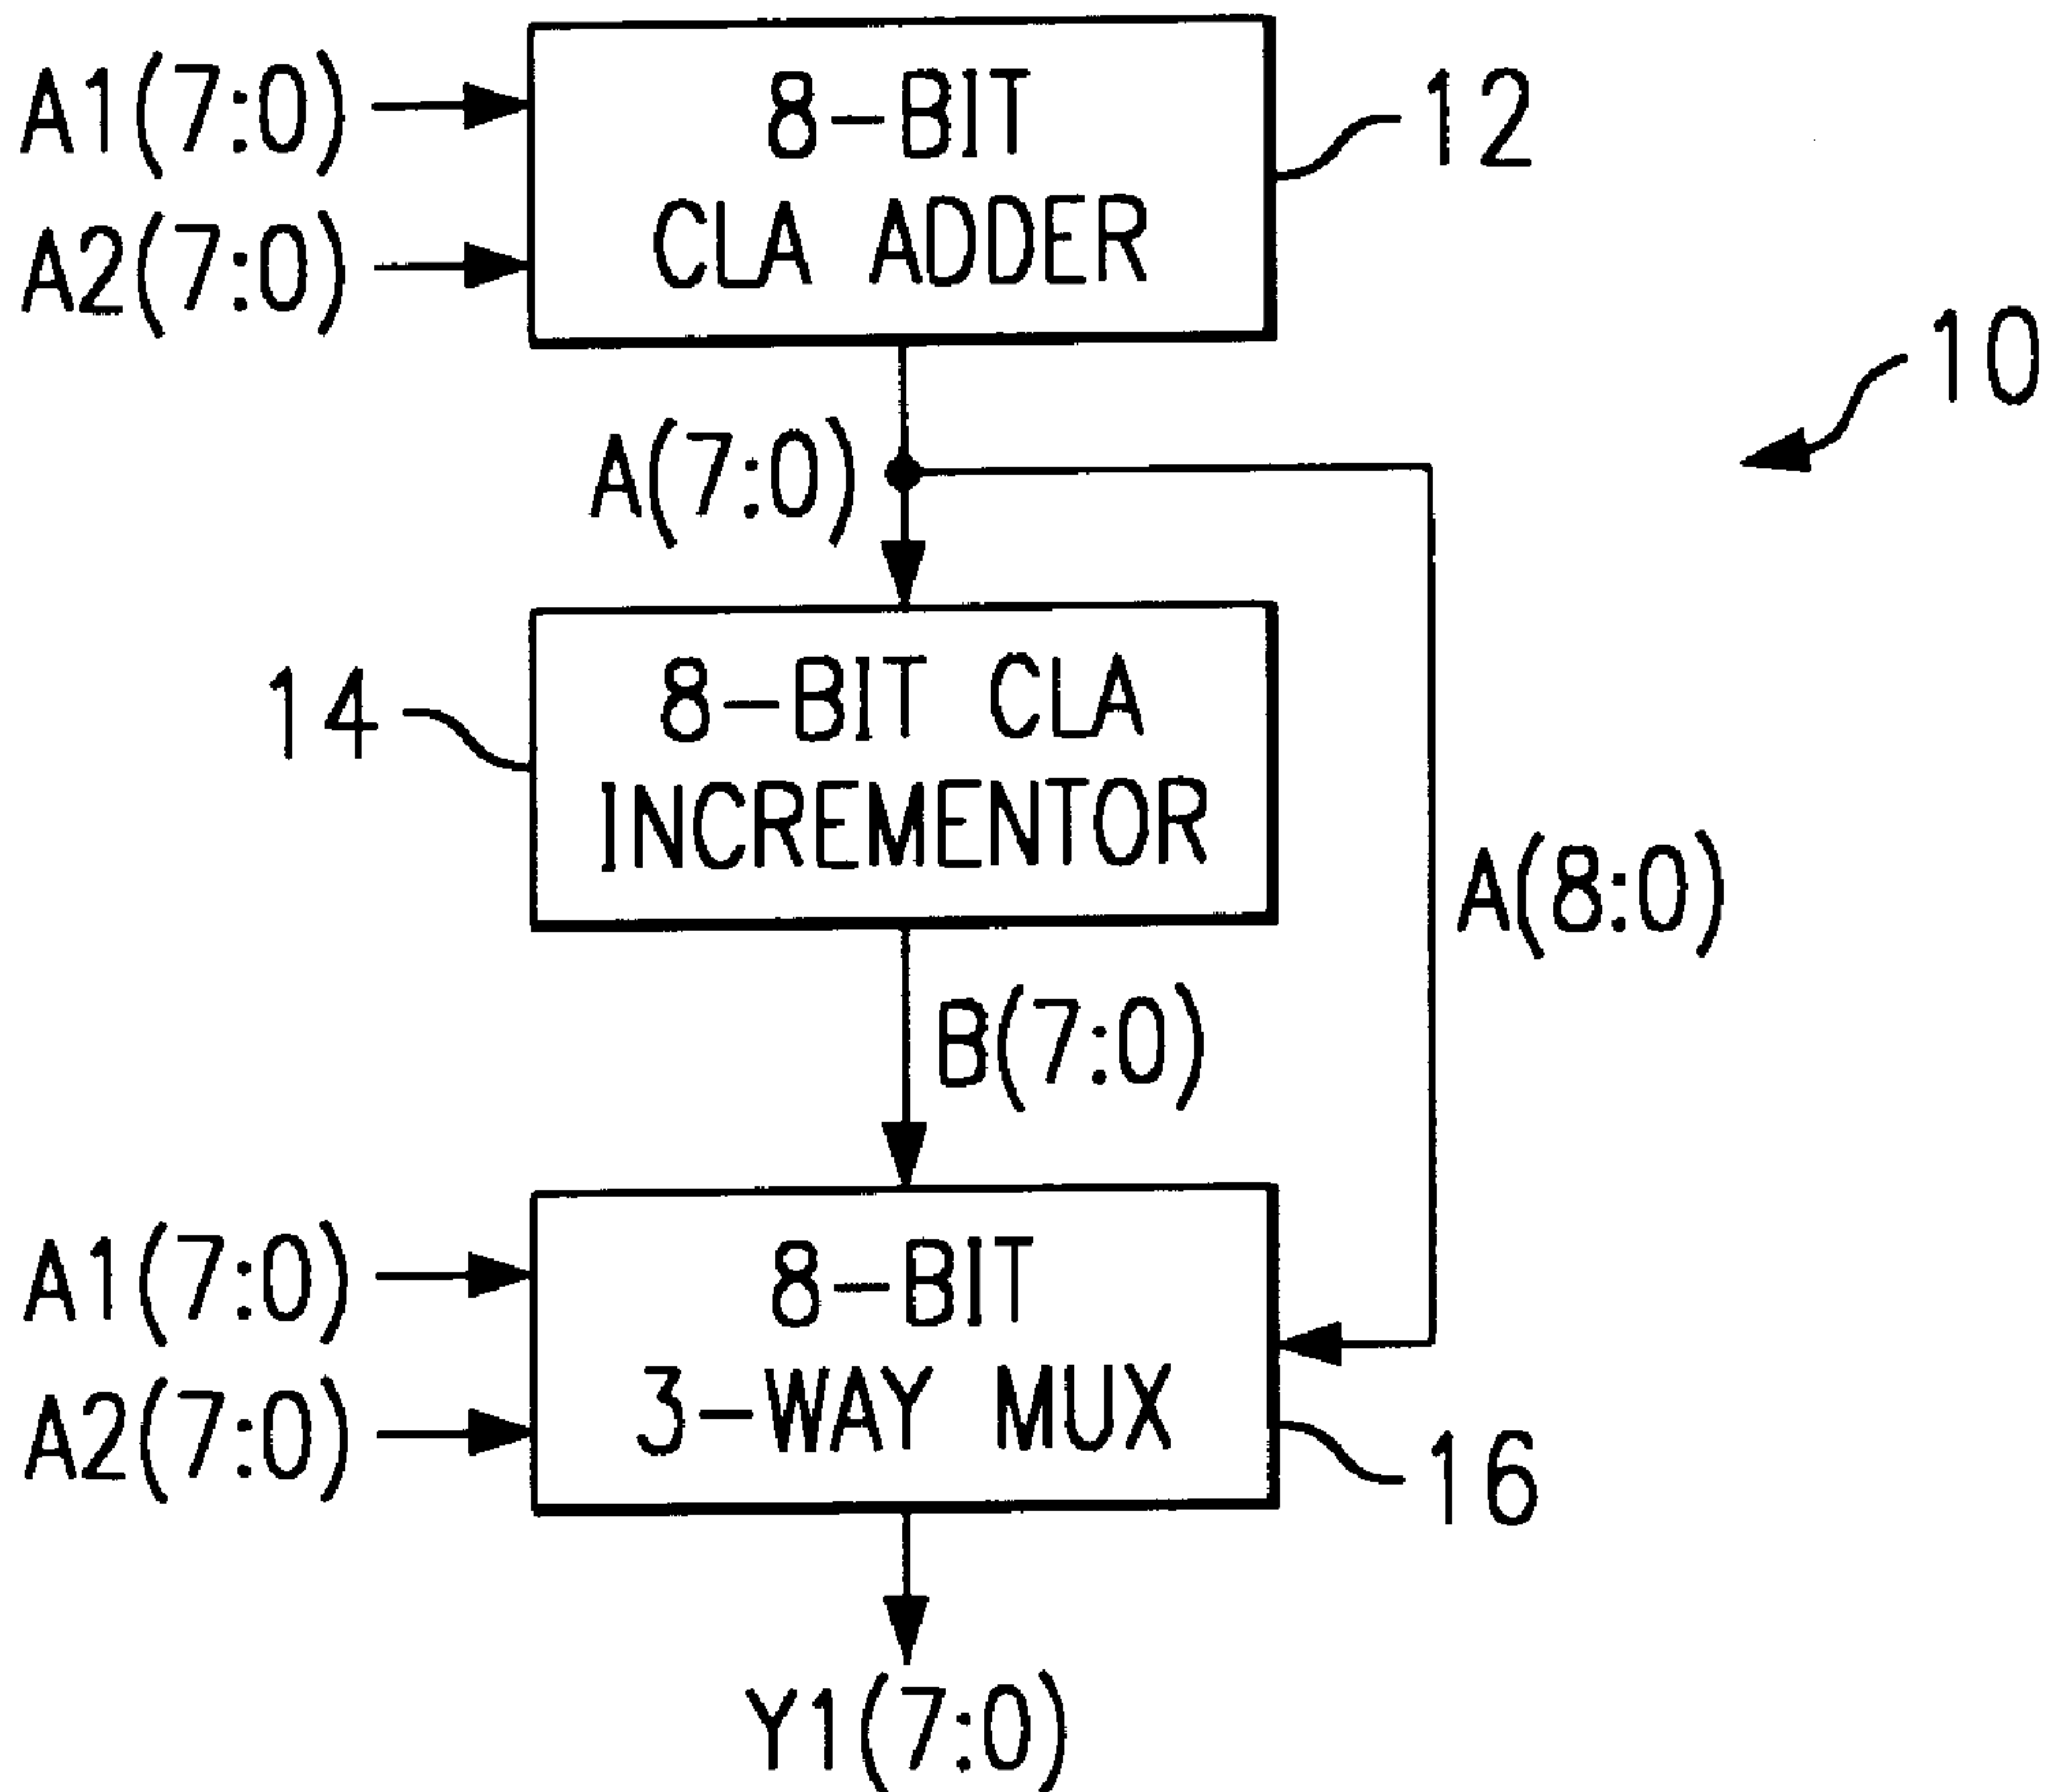 A1(7:0)
A2(7:0)
8-BIT
CLA ADDER
12
10
A(7:0)
14
8-BIT CLA
INCREMENTOR
A(8:0)
B(7:0)
A1(7:0)
A2(7:0)
8-BIT
3-WAY MUX
16
Y1(7:0)